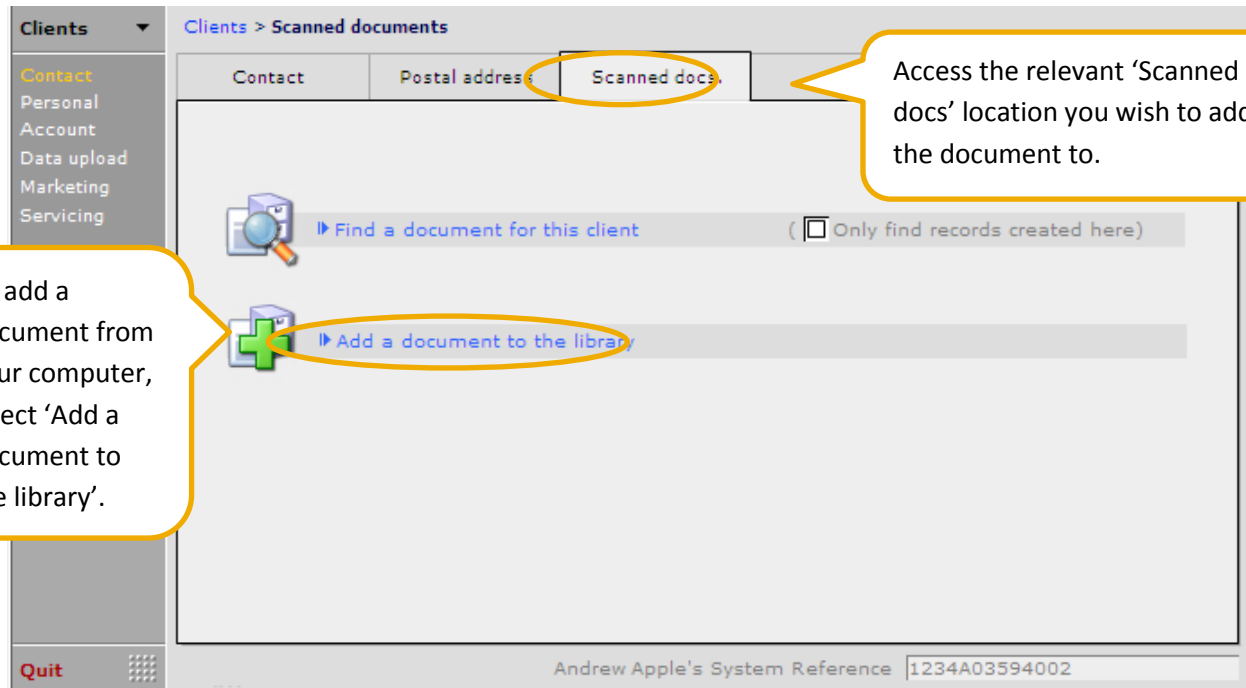 Clients
Clients > Scanned documents
Contact
Personal
Account
Data upload
Marketing
Servicing
Contact
Postal address
Scanned docs.
Access the relevant ‘Scanned
docs’ location you wish to add
the document to.
Find a document for this client
( Only find records created here)
add a
cument from
ur computer,
ect ‘Add a
cument to
e library’.
Add a document to the library
Quit
Andrew Apple's System Reference
1234A03594002